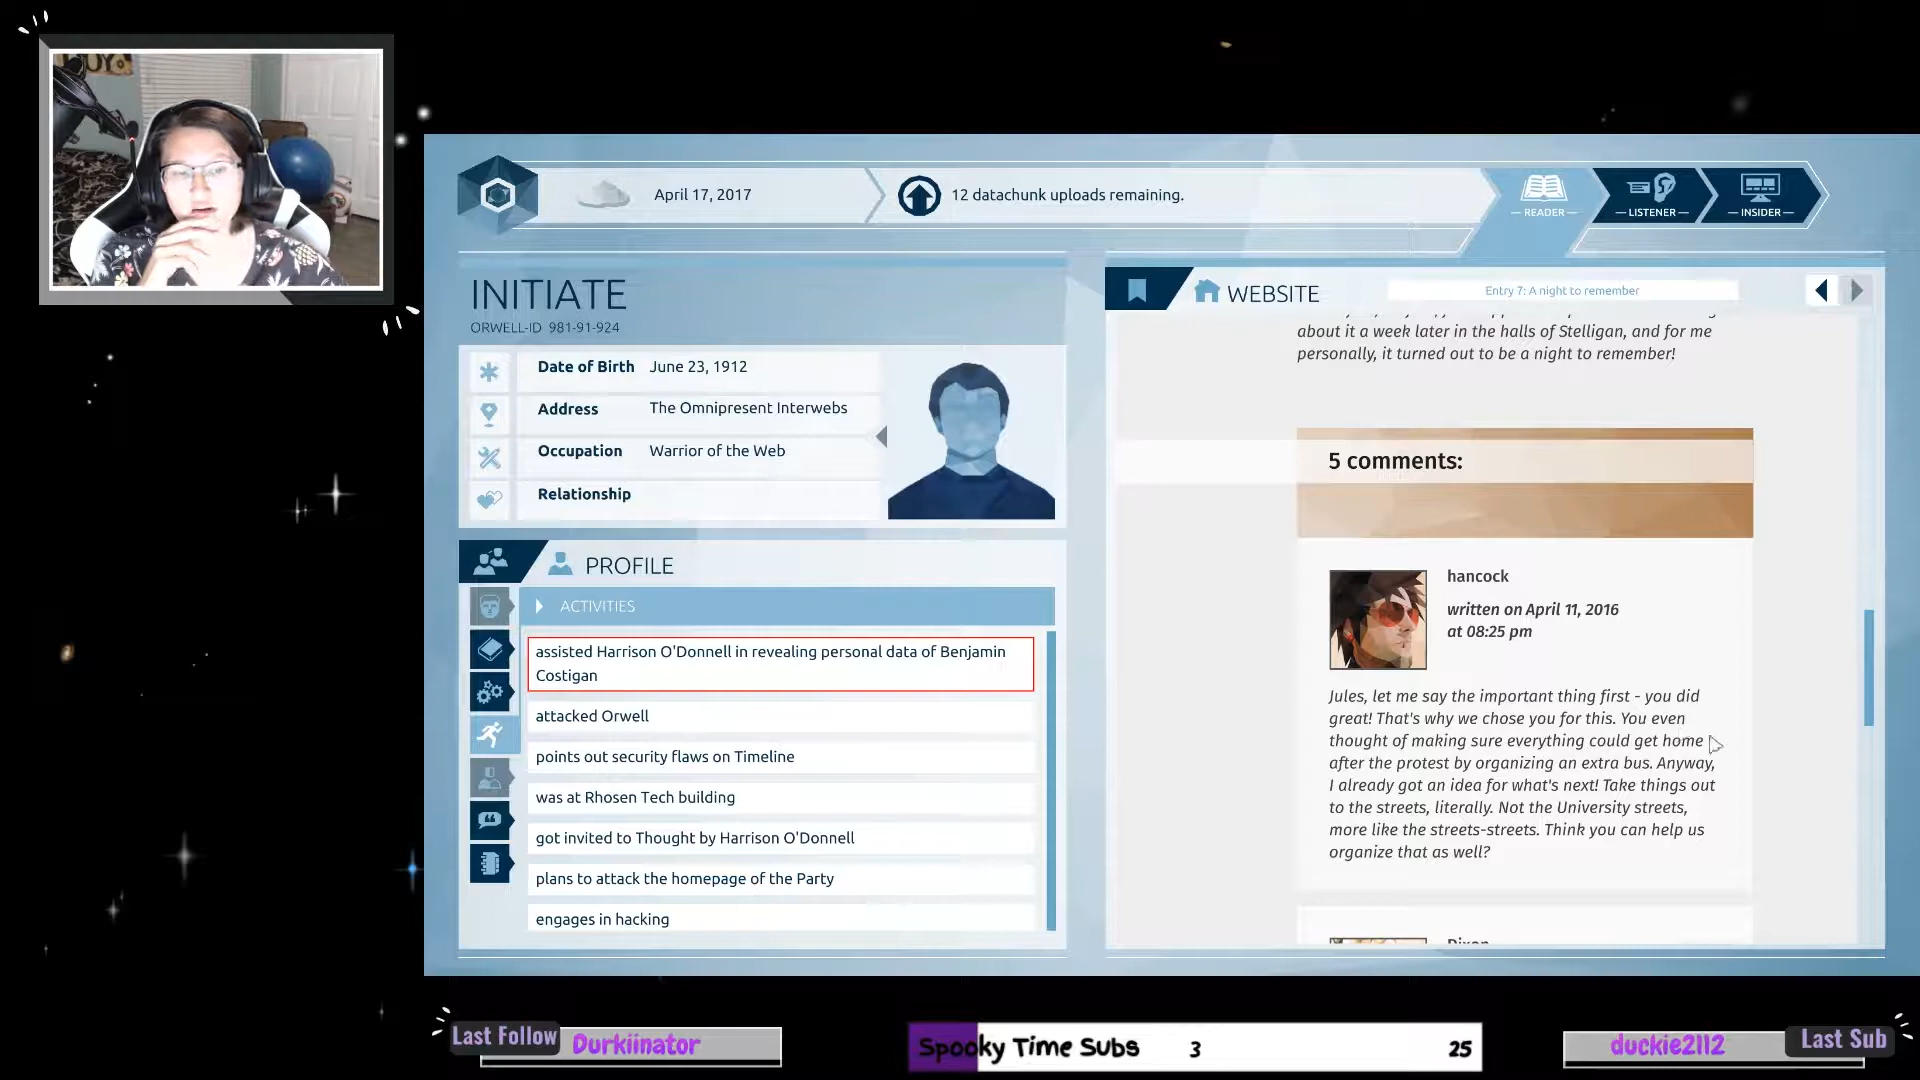 April 17, 2017
12 datachunk uploads remaining.
READER
LISTENER
INSIDER
INITIATE
ORWELL-ID 981-91-924
Date of Birth June 23, 1912
Address The Omnipresent Interwebs
Occupation Warrior of the Web
Relationship
PROFILE
ACTIVITIES
assisted Harrison O'Donnell in revealing personal data of Benjamin
Costigan
attacked Orwell
points out security flaws on Timeline
was at Rhosen Tech building
got invited to Thought by Harrison O'Donnell
plans to attack the homepage of the Party
engages in hacking
WEBSITE
Entry 7: A night to remember
about it a week later in the halls of Stelligan, and for me
personally, it turned out to be a night to remember!
5 comments:
hancock
written on April 11, 2016
at 08:25 pm
Jules, let me say the important thing first - you did
great! That's why we chose you for this. You even
thought of making sure everything could get home
after the protest by organizing an extra bus. Anyway,
I already got an idea for what's next! Take things out
to the streets, literally. Not the University streets,
more like the streets-streets. Think you can help us
organize that as well?
Last Follow
Durkiinator
Spooky Time Subs 3 25
duckie2112
Last Sub